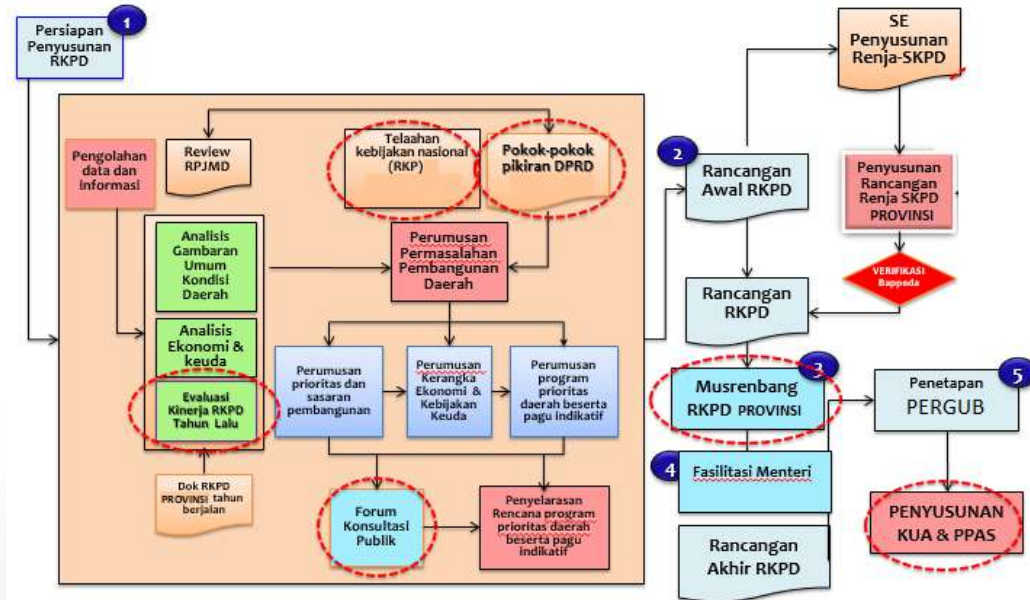 1
Persiapan
Penyusunan
RKPD
Pengolahan
data dan
informasi
Review
RPJMD
Telaahan
kebijakan nasional
(RKP)
Pokok-pokok
pikiran DPRD
Analisis
Gambaran
Umum
Kondisi
Daerah
Analisis
Ekonomi &
keuda
Evaluasi
Kinerja RKPD
Tahun Lalu
Dok RKPD
PROVINSI tahun
berjalan
Perumusan
Permasalahan
Pembangunan
Daerah
Perumusan
prioritas dan
sasaran
pembangunan
Perumusan
Kerangka
Ekonomi &
Kebijakan
Keuda
Perumusan
program
prioritas
daerah beserta
pagu indikatif
Forum
Konsultasi
Publik
Penyelarasan
Rencana program
prioritas daerah
beserta pagu
indikatif
2
Rancangan
Awal RKPD
SE
Penyusunan
Renja-SKPD
Penyusunan
Rancangan
Renja SKPD
PROVINSI
VERIFIKASI
Bappeda
Rancangan
RKPD
3
Musrenbang
RKPD PROVINSI
4
Fasilitasi Menteri
Rancangan
Akhir RKPD
5
Penetapan
PERGUB
PENYUSUNAN
KUA & PPAS